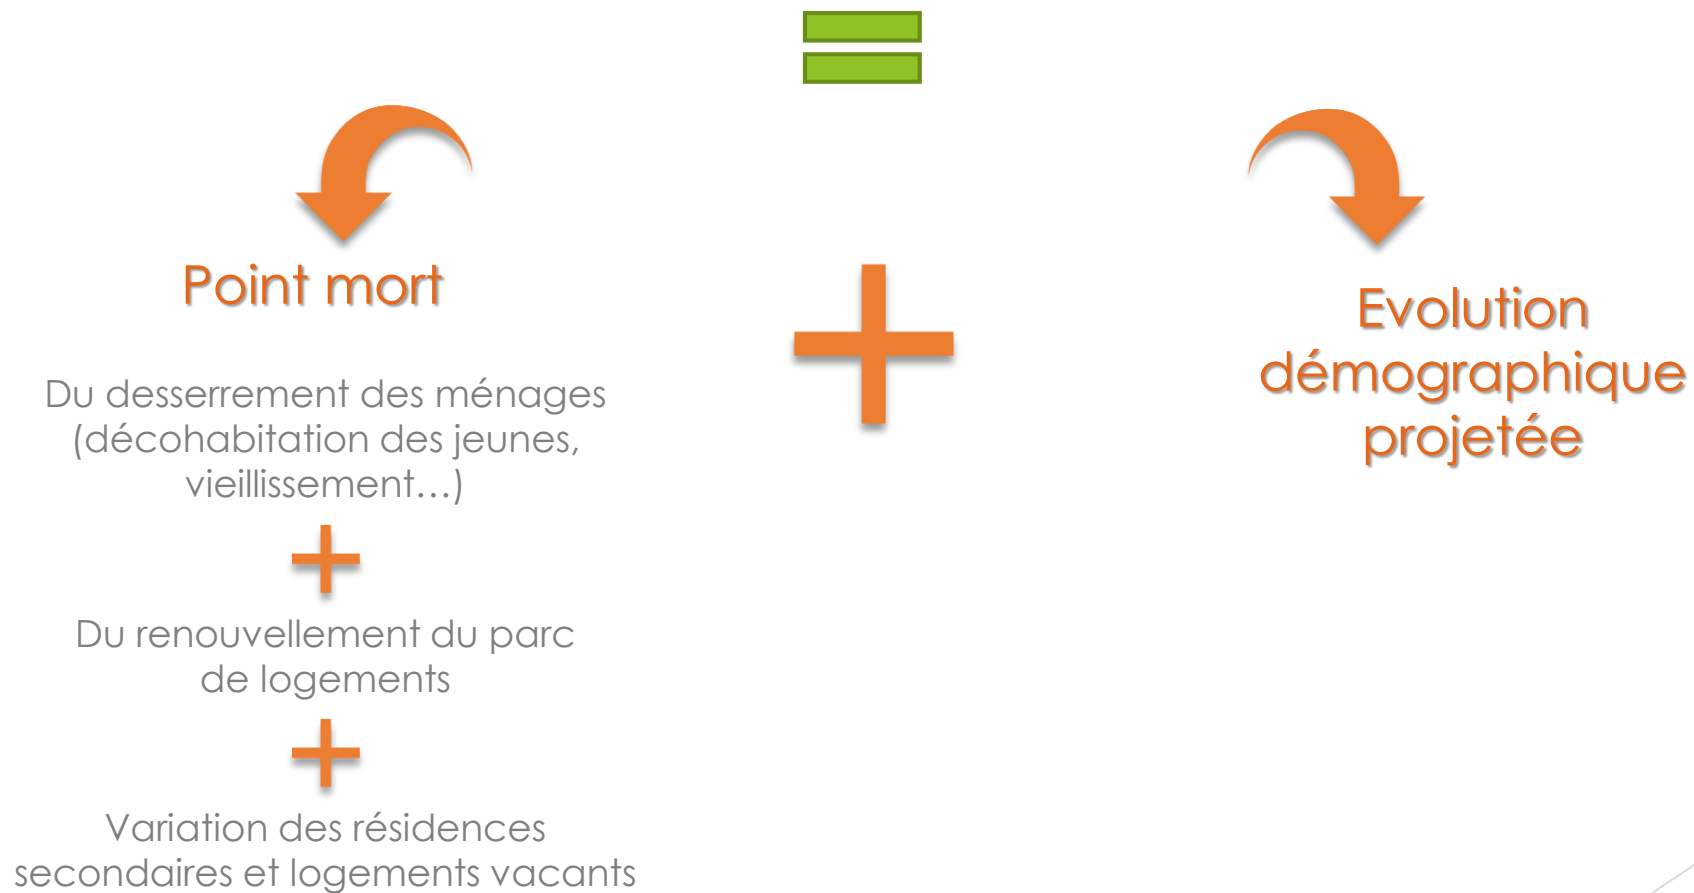 Point mort
Du desserrement des ménages
(décohabitation des jeunes,
vieillissement…)
Du renouvellement du parc
de logements
Variation des résidences
secondaires et logements vacants
Evolution
démographique
projetée